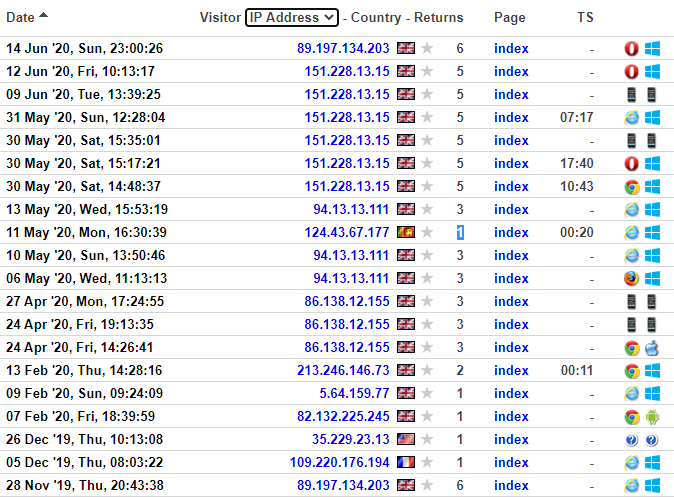 Date Visitor IP Address - Country - Returns Page TS
14 Jun '20, Sun, 23:00:26 89.197.134.203 6 index -
12 Jun '20, Fri, 10:13:17 151.228.13.15 5 index -
09 Jun '20, Tue, 13:39:25 151.228.13.15 5 index -
31 May '20, Sun, 12:28:04 151.228.13.15 5 index 07:17
30 May '20, Sat, 15:35:01 151.228.13.15 5 index -
30 May '20, Sat, 15:17:21 151.228.13.15 5 index 17:40
30 May '20, Sat, 14:48:37 151.228.13.15 5 index 10:43
13 May '20, Wed, 15:53:19 94.13.13.111 3 index -
11 May '20, Mon, 16:30:39 124.43.67.177 1 index 00:20
10 May '20, Sun, 13:50:46 94.13.13.111 3 index -
06 May '20, Wed, 11:13:13 94.13.13.111 3 index -
27 Apr '20, Mon, 17:24:55 86.138.12.155 3 index -
24 Apr '20, Fri, 19:13:35 86.138.12.155 3 index -
24 Apr '20, Fri, 14:26:41 86.138.12.155 3 index -
13 Feb '20, Thu, 14:28:16 213.246.146.73 2 index 00:11
09 Feb '20, Sun, 09:24:09 5.64.159.77 1 index -
07 Feb '20, Fri, 18:39:59 82.132.225.245 1 index -
26 Dec '19, Thu, 10:13:08 35.229.23.13 1 index -
05 Dec '19, Thu, 08:03:22 109.220.176.194 1 index -
28 Nov '19, Thu, 20:43:38 89.197.134.203 6 index -